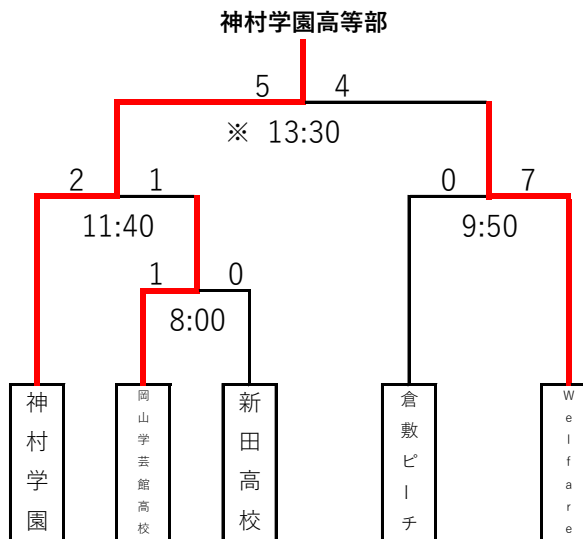 神村学園高等部
5 4
※ 13:30
2 1 0 7
11:40 9:50
1 0
8:00
神村学園
岡山学芸館高校
新田高校
倉敷ピーチ
Welfare